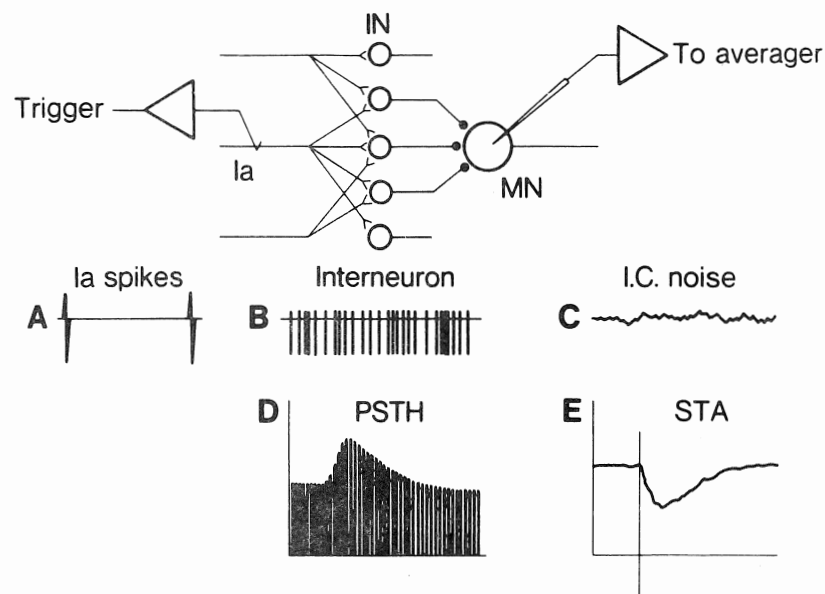 IN
To averager
Trigger
Ia
MN
Ia spikes
Interneuron
I.C. noise
A
B
C
D
PSTH
E
STA